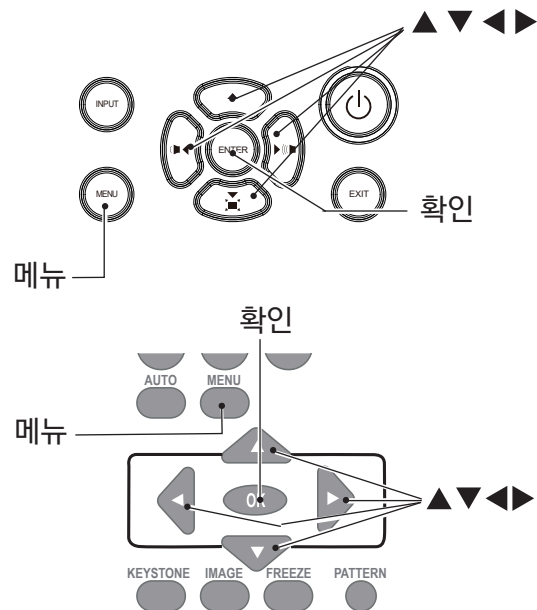 ▲ ▼ ◀ ▶
INPUT
ENTER
MENU
EXIT
확인
메뉴
확인
AUTO MENU
메뉴
OK
▲ ▼ ◀ ▶
KEYSTONE IMAGE FREEZE PATTERN